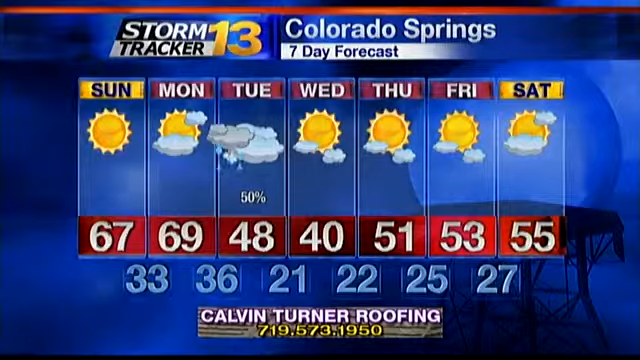 STORM TRACKER 13
Colorado Springs
7 Day Forecast
SUN MON TUE WED THU FRI SAT
50%
67 69 48 40 51 53 55
33 36 21 22 25 27
CALVIN TURNER ROOFING
719.573.1950